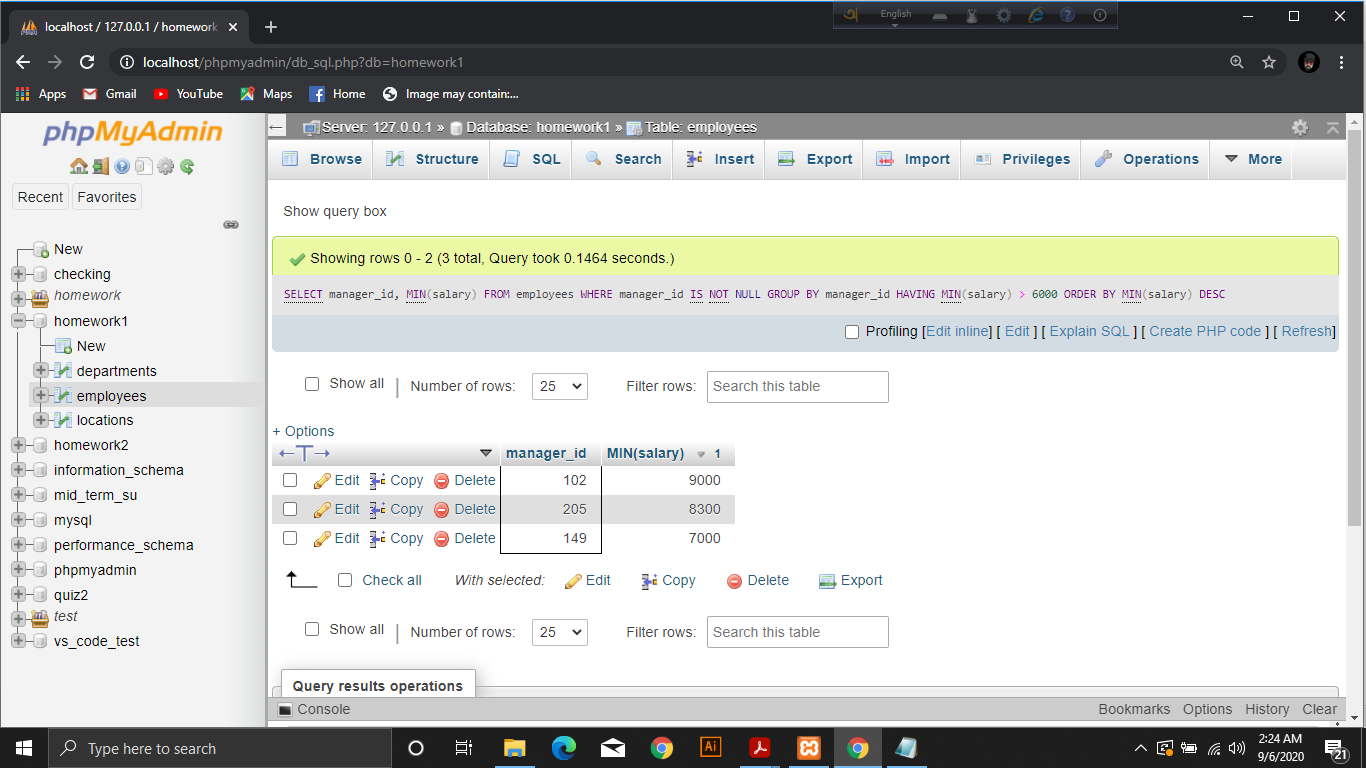 localhost / 127.0.0.1 / homework
English
localhost/phpmyadmin/db_sql.php?db=homework1
Apps Gmail YouTube Maps Home Image may contain:...
phpMyAdmin
Recent Favorites
New
checking
homework
homework1
New
departments
employees
locations
homework2
information_schema
mid_term_su
mysql
performance_schema
phpmyadmin
quiz2
test
vs_code_test
Server: 127.0.0.1 » Database: homework1 » Table: employees
Browse Structure SQL Search Insert Export Import Privileges Operations More
Show query box
Showing rows 0 - 2 (3 total, Query took 0.1464 seconds.)
SELECT manager_id, MIN(salary) FROM employees WHERE manager_id IS NOT NULL GROUP BY manager_id HAVING MIN(salary) > 6000 ORDER BY MIN(salary) DESC
Profiling [Edit inline] [ Edit ] [ Explain SQL ] [ Create PHP code ] [ Refresh]
Show all | Number of rows: 25 Filter rows: Search this table
+ Options
←T→ manager_id MIN(salary) 1
Edit Copy Delete 102 9000
Edit Copy Delete 205 8300
Edit Copy Delete 149 7000
Check all With selected: Edit Copy Delete Export
Show all | Number of rows: 25 Filter rows: Search this table
Query results operations
Console Bookmarks Options History Clear
Type here to search
Ai
2:24 AM
9/6/2020
21